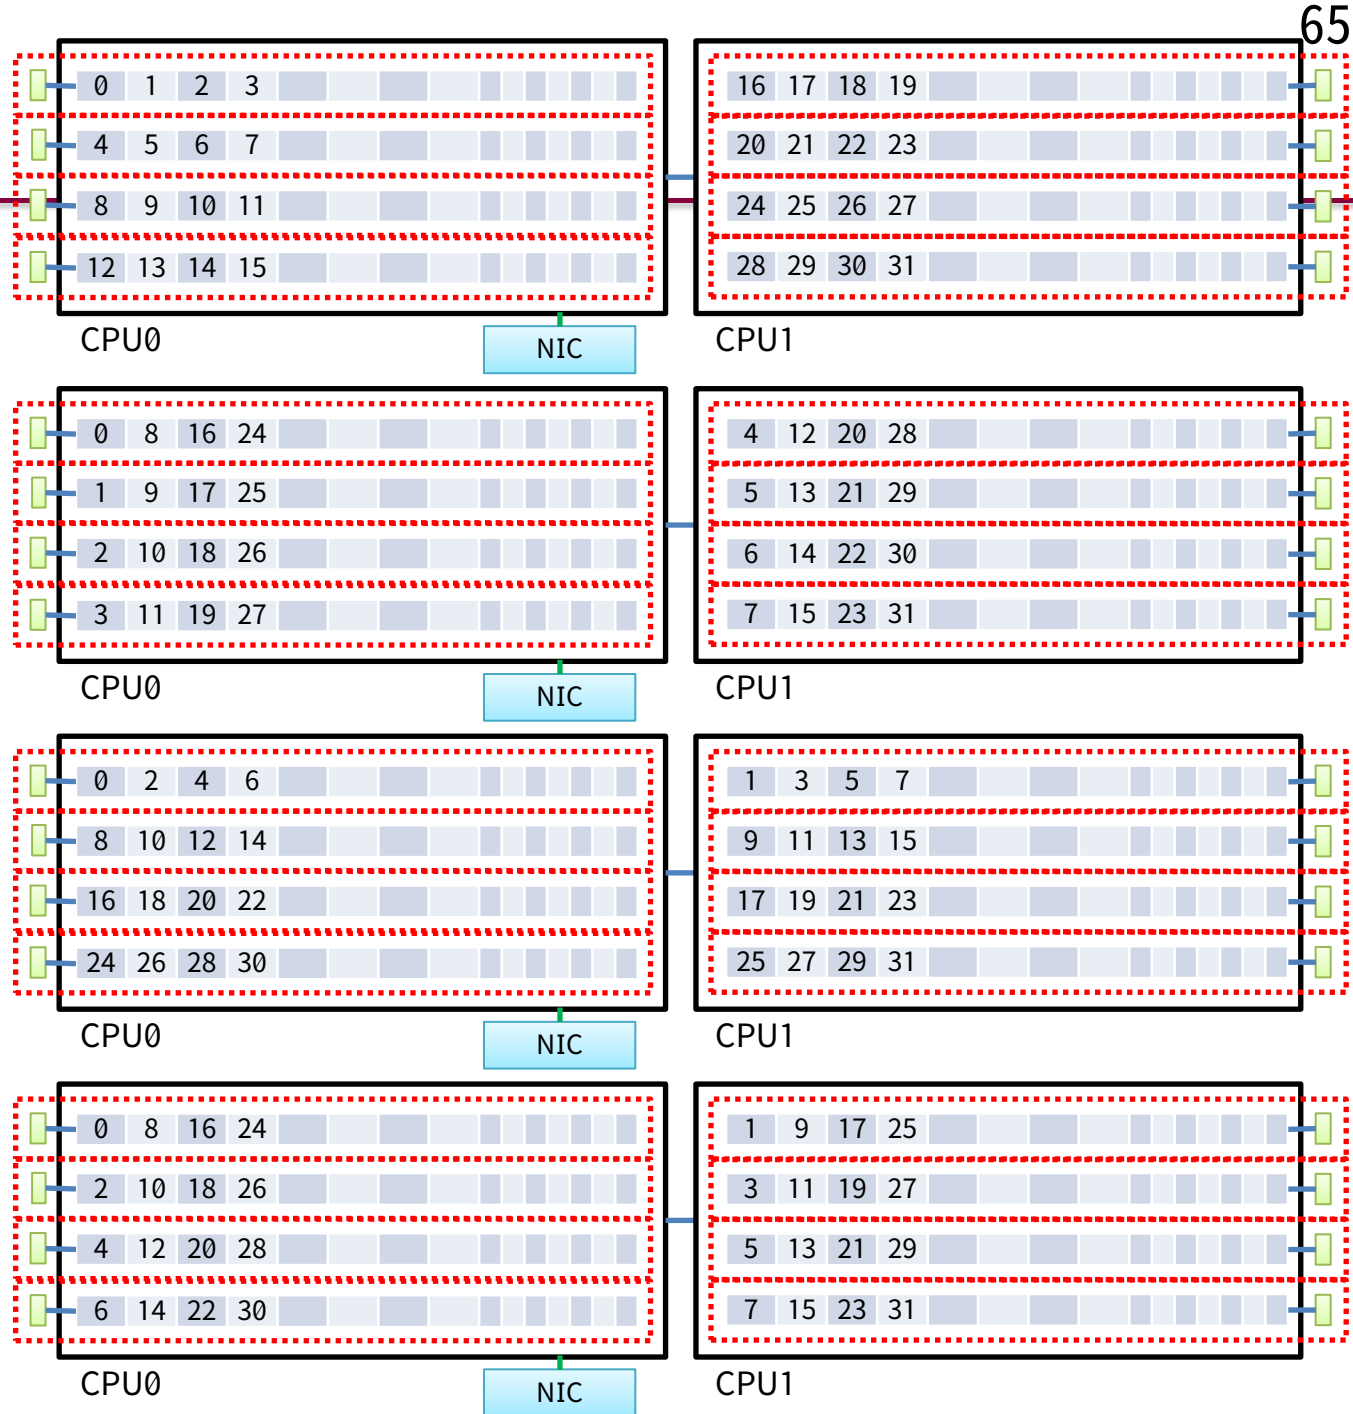 65
0 1 2 3 16 17 18 19
4 5 6 7 20 21 22 23
8 9 10 11 24 25 26 27
12 13 14 15 28 29 30 31
CPU0 NIC CPU1
0 8 16 24 4 12 20 28
1 9 17 25 5 13 21 29
2 10 18 26 6 14 22 30
3 11 19 27 7 15 23 31
CPU0 NIC CPU1
0 2 4 6 1 3 5 7
8 10 12 14 9 11 13 15
16 18 20 22 17 19 21 23
24 26 28 30 25 27 29 31
CPU0 NIC CPU1
0 8 16 24 1 9 17 25
2 10 18 26 3 11 19 27
4 12 20 28 5 13 21 29
6 14 22 30 7 15 23 31
CPU0 NIC CPU1